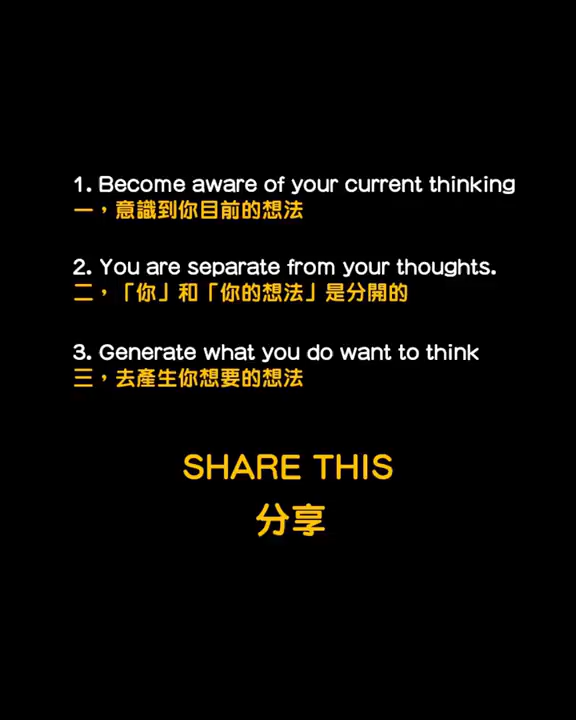 1. Become aware of your current thinking
一，意識到你目前的想法
2. You are separate from your thoughts.
二，「你」和「你的想法」是分開的
3. Generate what you do want to think
三，去產生你想要的想法
SHARE THIS
分享